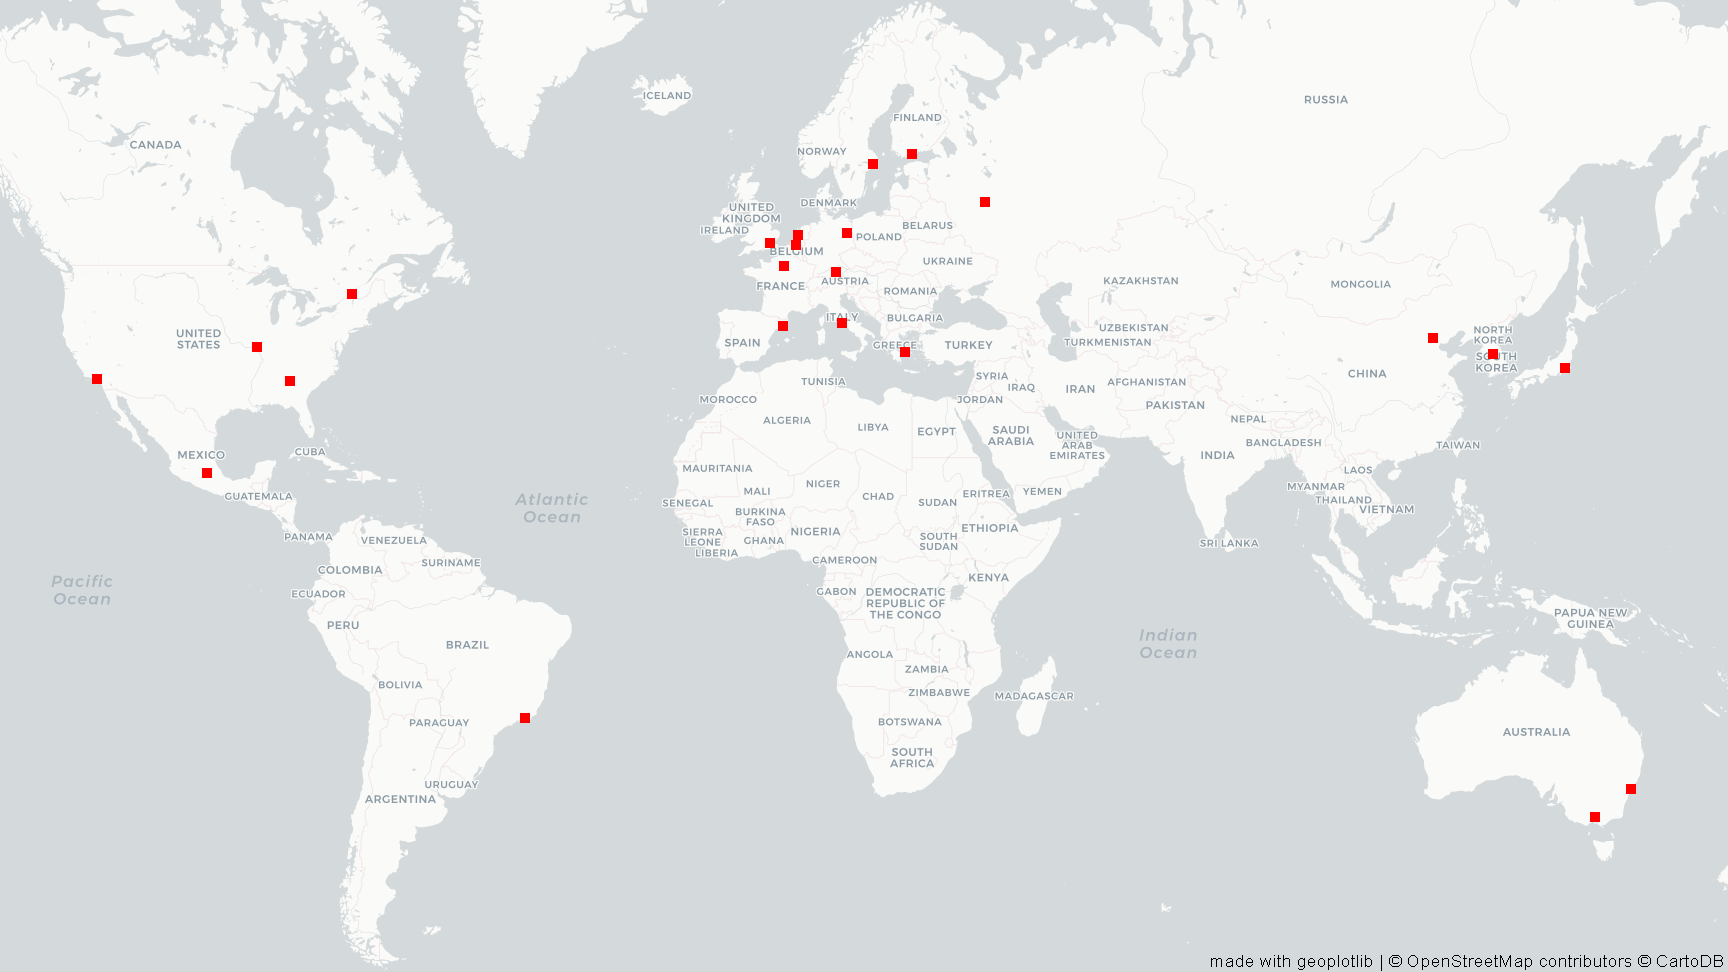 ICELAND
RUSSIA
FINLAND
CANADA
NORWAY
DENMARK
UNITED
KINGDOM
IRELAND
BELARUS
POLAND
BELGIUM
UKRAINE
AUSTRIA
KAZAKHSTAN
MONGOLIA
FRANCE
ROMANIA
ITALY
BULGARIA
UZBEKISTAN
NORTH
KOREA
UNITED
STATES
SPAIN
GREECE
TURKEY
TURKMENISTAN
SOUTH
KOREA
CHINA
SYRIA
TUNISIA
IRAQ
IRAN
AFGHANISTAN
MOROCCO
JORDAN
PAKISTAN
ALGERIA
LIBYA
EGYPT
SAUDI
ARABIA
NEPAL
UNITED
ARAB
EMIRATES
BANGLADESH
TAIWAN
CUBA
MEXICO
INDIA
MAURITANIA
LAOS
NIGER
MYANMAR
GUATEMALA
MALI
CHAD
SUDAN
ERITREA
YEMEN
THAILAND
VIETNAM
Atlantic
Ocean
SENEGAL
BURKINA
FASO
NIGERIA
ETHIOPIA
SIERRA
LEONE
GHANA
LIBERIA
SOUTH
SUDAN
SRI LANKA
PANAMA
VENEZUELA
SURINAME
COLOMBIA
CAMEROON
KENYA
Pacific
Ocean
ECUADOR
GABON
DEMOCRATIC
REPUBLIC OF
THE CONGO
PAPUA NEW
GUINEA
PERU
BRAZIL
Indian
Ocean
ANGOLA
ZAMBIA
BOLIVIA
ZIMBABWE
MADAGASCAR
PARAGUAY
BOTSWANA
AUSTRALIA
SOUTH
AFRICA
URUGUAY
ARGENTINA
made with geoplotlib | © OpenStreetMap contributors © CartoDB